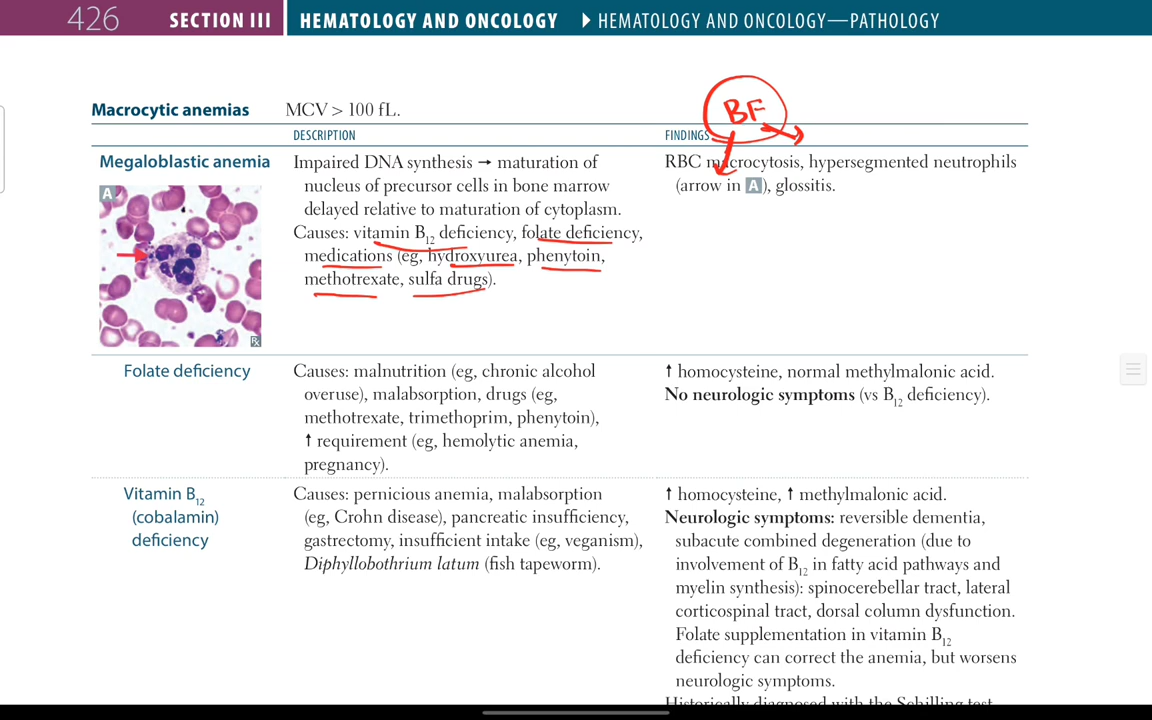 426 SECTION III HEMATOLOGY AND ONCOLOGY ▶ HEMATOLOGY AND ONCOLOGY—PATHOLOGY
BF
Macrocytic anemias MCV > 100 fL.
DESCRIPTION FINDINGS
Megaloblastic anemia
A
Impaired DNA synthesis → maturation of
nucleus of precursor cells in bone marrow
delayed relative to maturation of cytoplasm.
Causes: vitamin B12 deficiency, folate deficiency,
medications (eg, hydroxyurea, phenytoin,
methotrexate, sulfa drugs).
RBC macrocytosis, hypersegmented neutrophils
(arrow in A), glossitis.
Rx
Folate deficiency
Causes: malnutrition (eg, chronic alcohol
overuse), malabsorption, drugs (eg,
methotrexate, trimethoprim, phenytoin),
↑ requirement (eg, hemolytic anemia,
pregnancy).
↑ homocysteine, normal methylmalonic acid.
No neurologic symptoms (vs B12 deficiency).
Vitamin B12
(cobalamin)
deficiency
Causes: pernicious anemia, malabsorption
(eg, Crohn disease), pancreatic insufficiency,
gastrectomy, insufficient intake (eg, veganism),
Diphyllobothrium latum (fish tapeworm).
↑ homocysteine, ↑ methylmalonic acid.
Neurologic symptoms: reversible dementia,
subacute combined degeneration (due to
involvement of B12 in fatty acid pathways and
myelin synthesis): spinocerebellar tract, lateral
corticospinal tract, dorsal column dysfunction.
Folate supplementation in vitamin B12
deficiency can correct the anemia, but worsens
neurologic symptoms.
Historically diagnosed with the Schilling test,